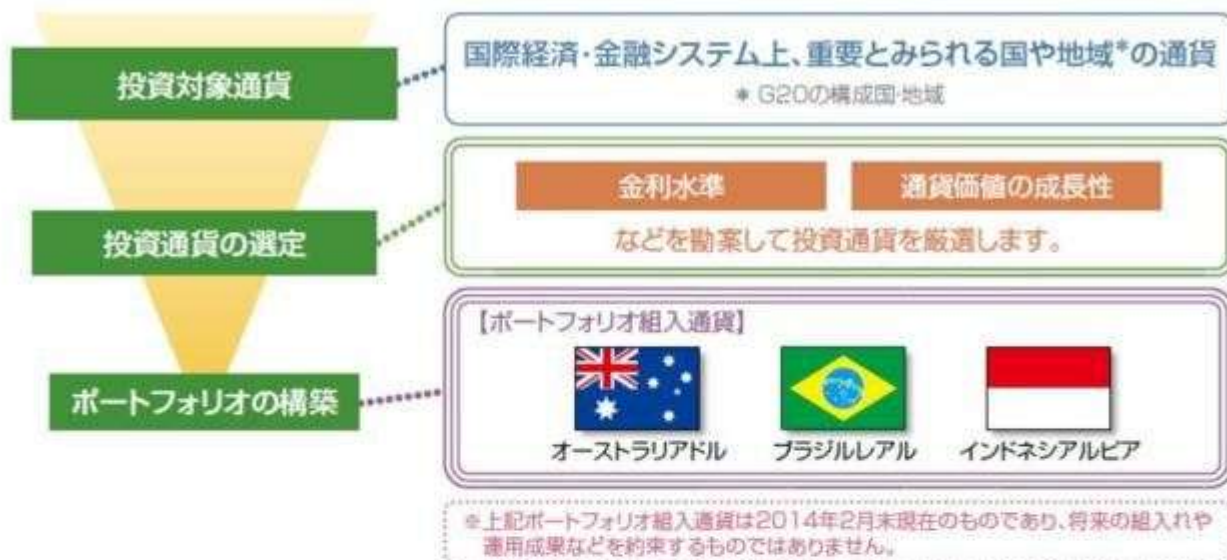 投資対象通貨
国際経済・金融システム上、重要とみられる国や地域*の通貨
* G20の構成国・地域
投資通貨の選定
金利水準
通貨価値の成長性
などを勘案して投資通貨を厳選します。
ポートフォリオの構築
【ポートフォリオ組入通貨】
オーストラリアドル
ブラジルレアル
インドネシアルピア
※上記ポートフォリオ組入通貨は2014年2月末現在のものであり、将来の組入れや
運用成果などを約束するものではありません。